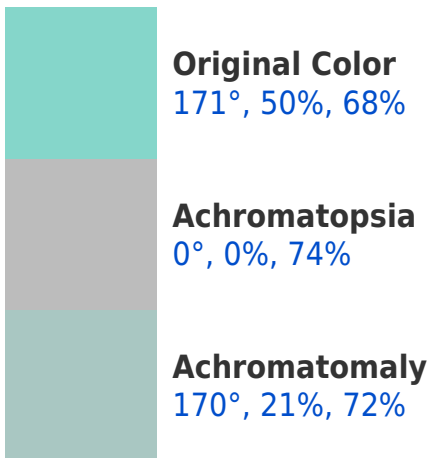 Original Color
171°, 50%, 68%
Achromatopsia
0°, 0%, 74%
Achromatomaly
170°, 21%, 72%